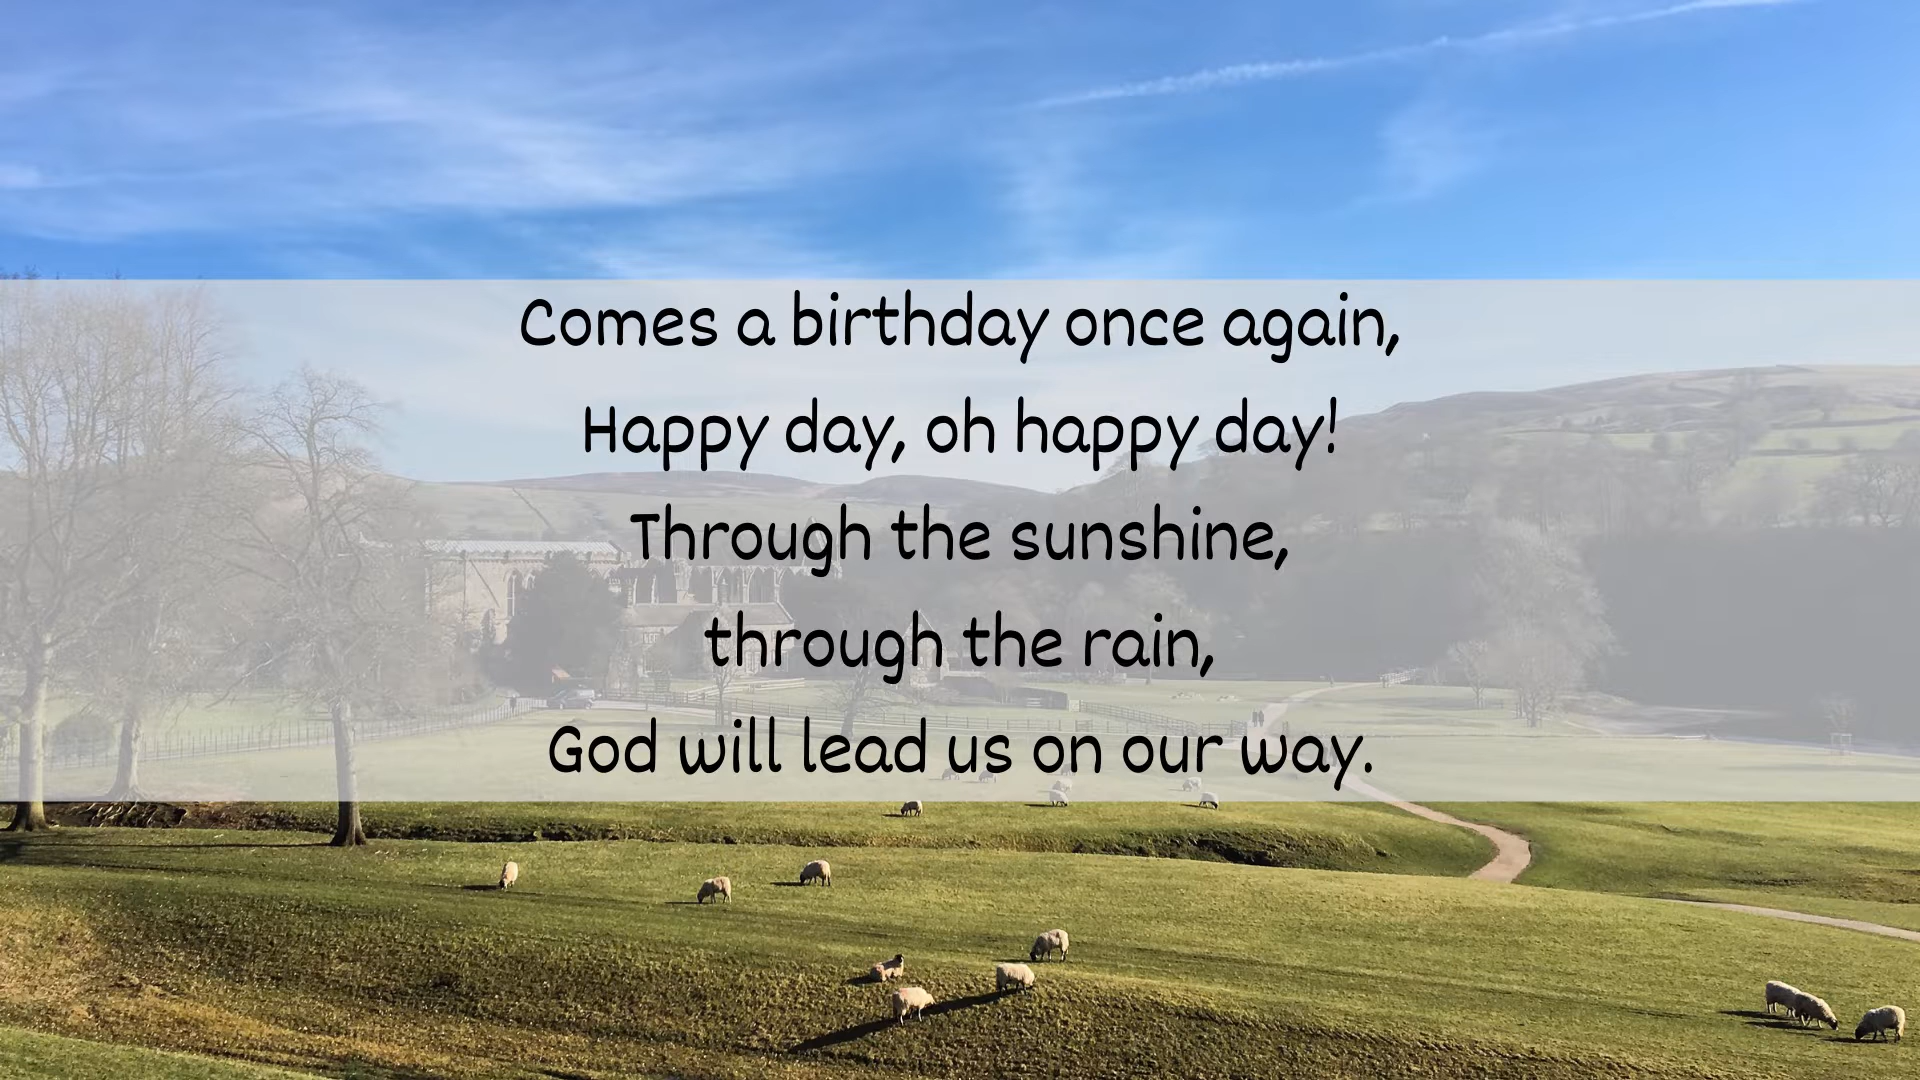 Comes a birthday once again,
Happy day, oh happy day!
Through the sunshine,
through the rain,
God will lead us on our way.